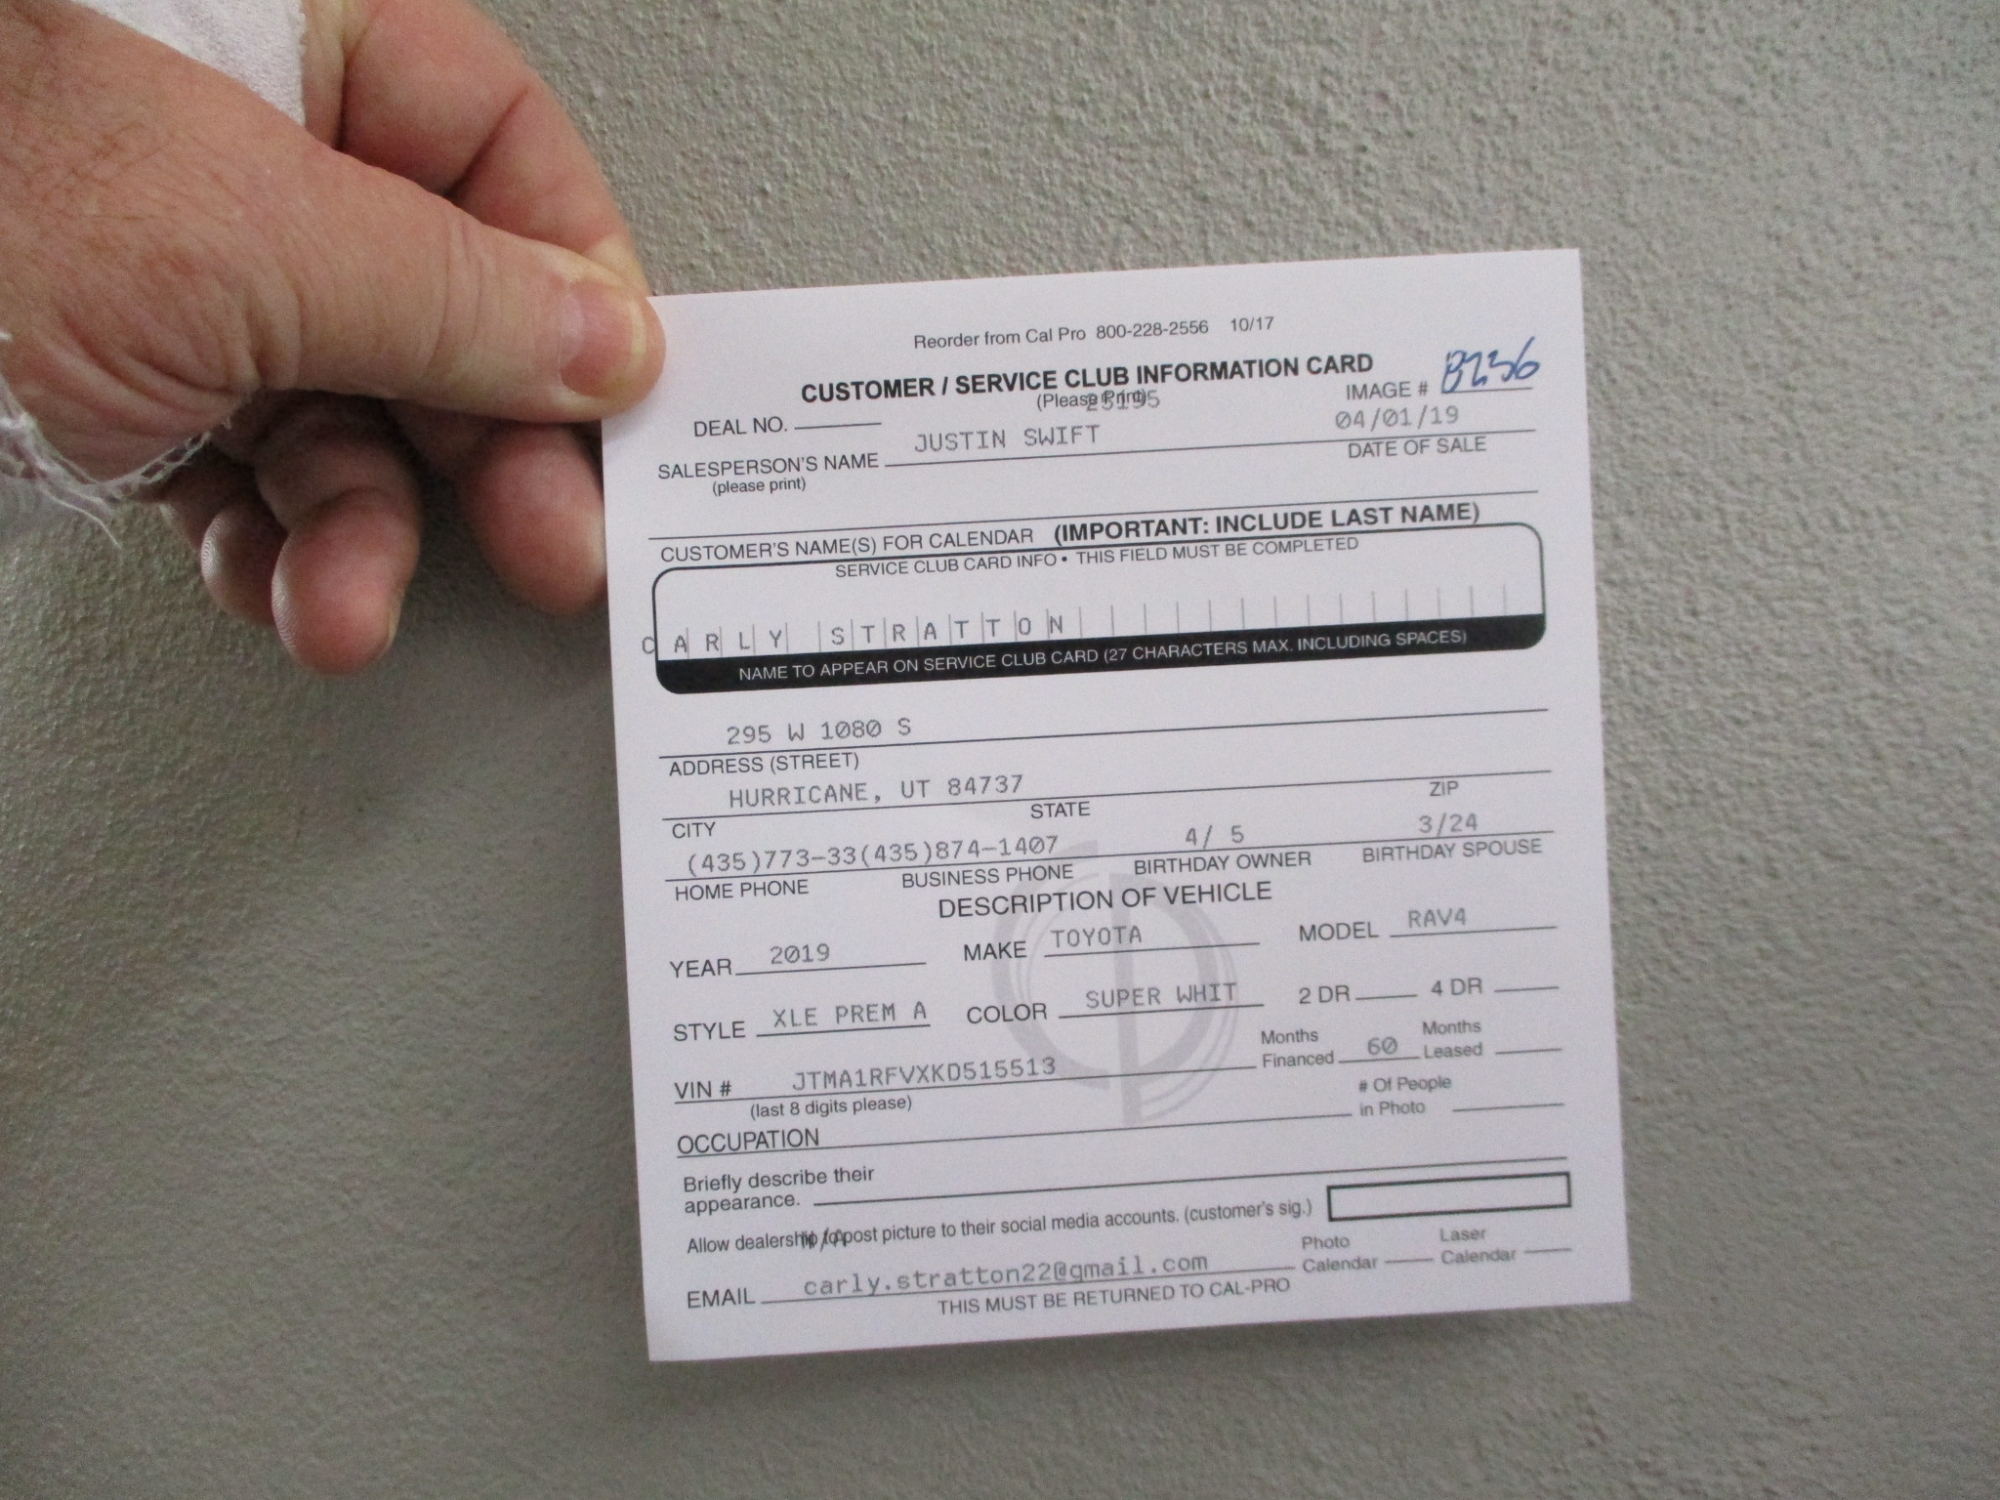 Reorder from Cal Pro 800-228-2556 10/17
CUSTOMER / SERVICE CLUB INFORMATION CARD
(Please Print) 25195
IMAGE # 8256
DEAL NO.
JUSTIN SWIFT 04/01/19
SALESPERSON'S NAME DATE OF SALE
(please print)
CUSTOMER'S NAME(S) FOR CALENDAR (IMPORTANT: INCLUDE LAST NAME)
SERVICE CLUB CARD INFO • THIS FIELD MUST BE COMPLETED
CARLY STRATTON
NAME TO APPEAR ON SERVICE CLUB CARD (27 CHARACTERS MAX. INCLUDING SPACES)
295 W 1080 S
ADDRESS (STREET)
HURRICANE, UT 84737
CITY STATE ZIP
(435)773-33(435)874-1407 4/ 5 3/24
HOME PHONE BUSINESS PHONE BIRTHDAY OWNER BIRTHDAY SPOUSE
DESCRIPTION OF VEHICLE
YEAR 2019 MAKE TOYOTA MODEL RAV4
STYLE XLE PREM A COLOR SUPER WHIT 2 DR 4 DR
VIN # JTMA1RFVXKD515513 Months Financed 60 Months Leased
(last 8 digits please) # Of People in Photo
OCCUPATION
Briefly describe their
appearance.
Allow dealership to post picture to their social media accounts. (customer's sig.)
EMAIL carly.stratton22@gmail.com Photo Calendar Laser Calendar
THIS MUST BE RETURNED TO CAL-PRO